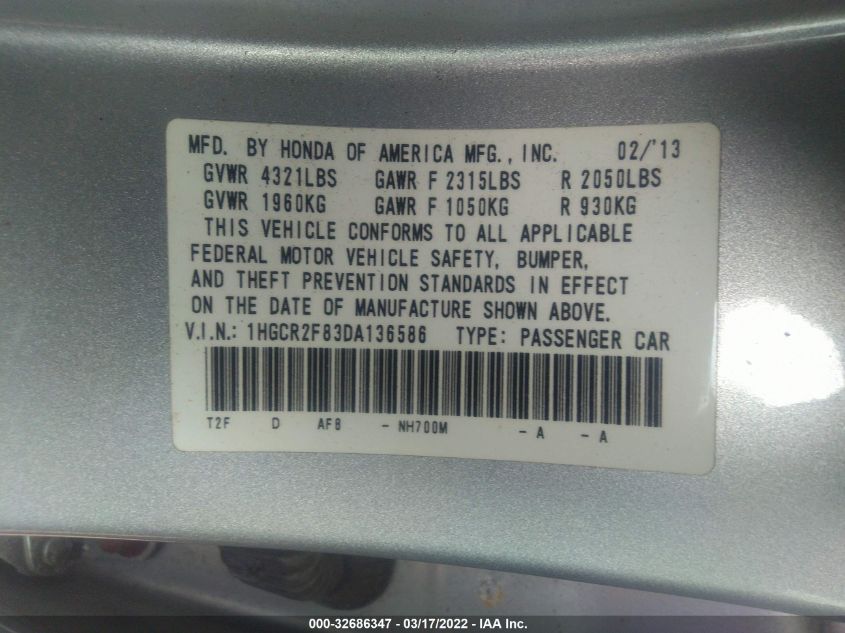 MFD. BY HONDA OF AMERICA MFG., INC. 02/'13
GVWR 4321LBS GAWR F 2315LBS R 2050LBS
GVWR 1960KG GAWR F 1050KG R 930KG
THIS VEHICLE CONFORMS TO ALL APPLICABLE
FEDERAL MOTOR VEHICLE SAFETY, BUMPER,
AND THEFT PREVENTION STANDARDS IN EFFECT
ON THE DATE OF MANUFACTURE SHOWN ABOVE.
V.I.N.: 1HGCR2F83DA136586 TYPE: PASSENGER CAR
T2F D AF8 - NH700M - A - A
000-32686347 - 03/17/2022 - IAA Inc.